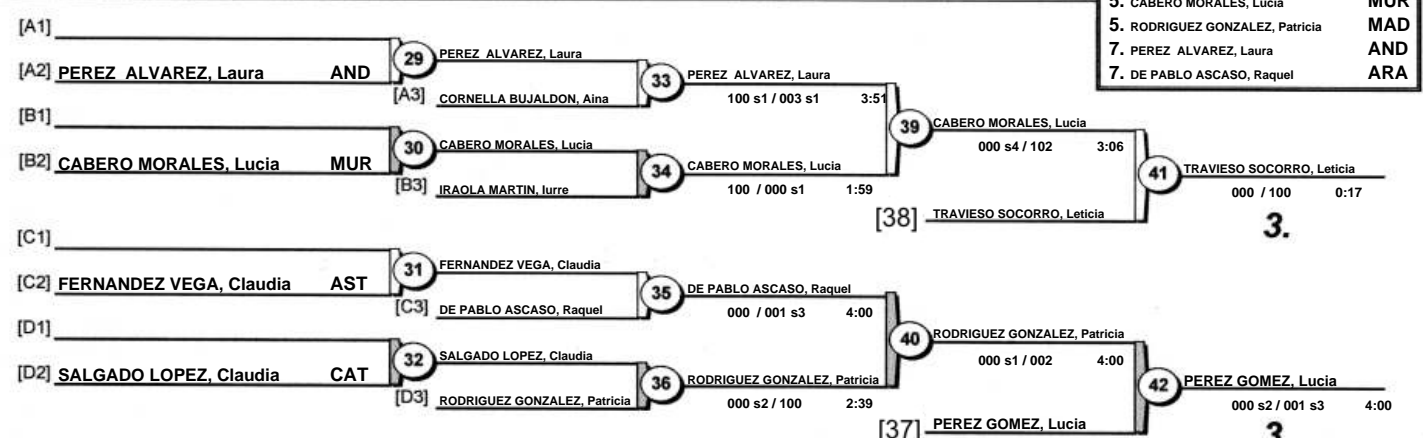 5. CABERO MORALES, Lucia MUR
5. RODRIGUEZ GONZALEZ, Patricia MAD
7. PEREZ ALVAREZ, Laura AND
7. DE PABLO ASCASO, Raquel ARA
[A1]
[A2] PEREZ ALVAREZ, Laura AND
29
PEREZ ALVAREZ, Laura
[A3] CORNELLA BUJALDON, Aina
33
PEREZ ALVAREZ, Laura
100 s1 / 003 s1 3:51
[B1]
[B2] CABERO MORALES, Lucia MUR
30
CABERO MORALES, Lucia
[B3] IRAOLA MARTIN, Iurre
34
CABERO MORALES, Lucia
100 / 000 s1 1:59
39
CABERO MORALES, Lucia
000 s4 / 102 3:06
[38] TRAVIESO SOCORRO, Leticia
41
TRAVIESO SOCORRO, Leticia
000 / 100 0:17
3.
[C1]
[C2] FERNANDEZ VEGA, Claudia AST
31
FERNANDEZ VEGA, Claudia
[C3] DE PABLO ASCASO, Raquel
35
DE PABLO ASCASO, Raquel
000 / 001 s3 4:00
[D1]
[D2] SALGADO LOPEZ, Claudia CAT
32
SALGADO LOPEZ, Claudia
[D3] RODRIGUEZ GONZALEZ, Patricia
36
RODRIGUEZ GONZALEZ, Patricia
000 s2 / 100 2:39
40
RODRIGUEZ GONZALEZ, Patricia
000 s1 / 002 4:00
[37] PEREZ GOMEZ, Lucia
42
PEREZ GOMEZ, Lucia
000 s2 / 001 s3 4:00
3.